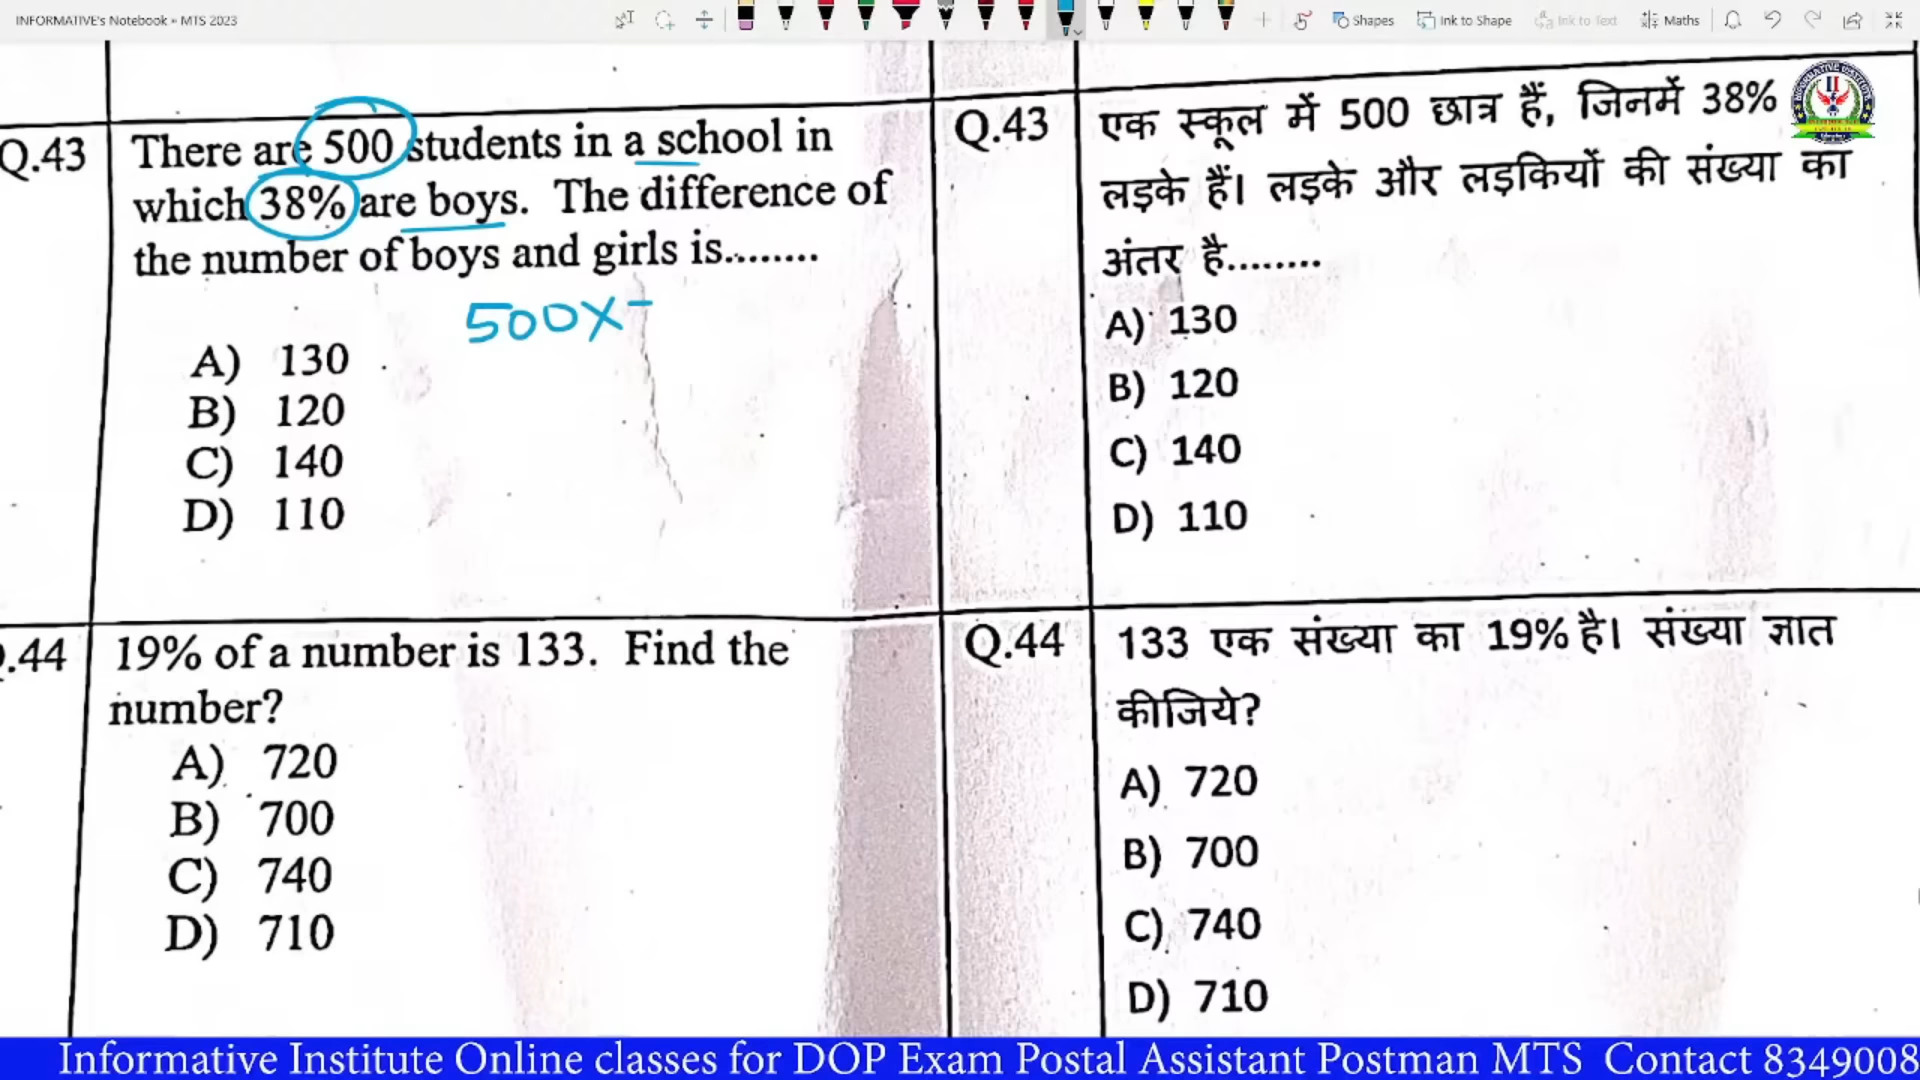 INFORMATIVE's Notebook » MTS 2023
Shapes
Ink to Shape
Ink to Text
Maths
Q.43
There are 500 students in a school in
which 38% are boys. The difference of
the number of boys and girls is........
500X
A) 130
B) 120
C) 140
D) 110
Q.43
एक स्कूल में 500 छात्र हैं, जिनमें 38%
लड़के हैं। लड़के और लड़कियों की संख्या का
अंतर है........
A) 130
B) 120
C) 140
D) 110
.44
19% of a number is 133. Find the
number?
A) 720
B) 700
C) 740
D) 710
Q.44
133 एक संख्या का 19% है। संख्या ज्ञात
कीजिये?
A) 720
B) 700
C) 740
D) 710
Informative Institute Online classes for DOP Exam Postal Assistant Postman MTS Contact 8349008